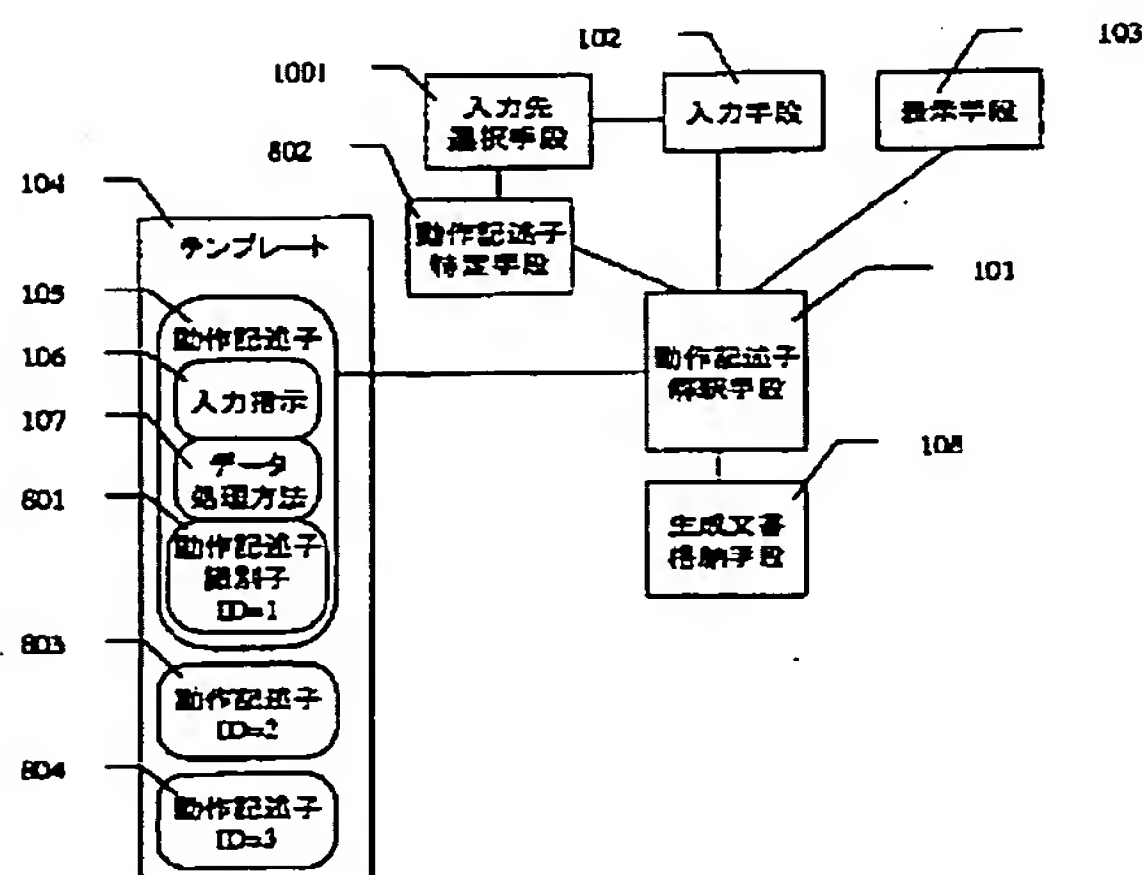 102
103
1001
入力先
選択手段
入力手段
表示手段
802
104
動作記述子
特定手段
テンプレート
101
105
動作記述子
106
入力指示
動作記述子
解釈手段
107
データ
処理方法
108
801
動作記述子
識別子
ID=1
生成文書
格納手段
803
動作記述子
ID=2
804
動作記述子
ID=3